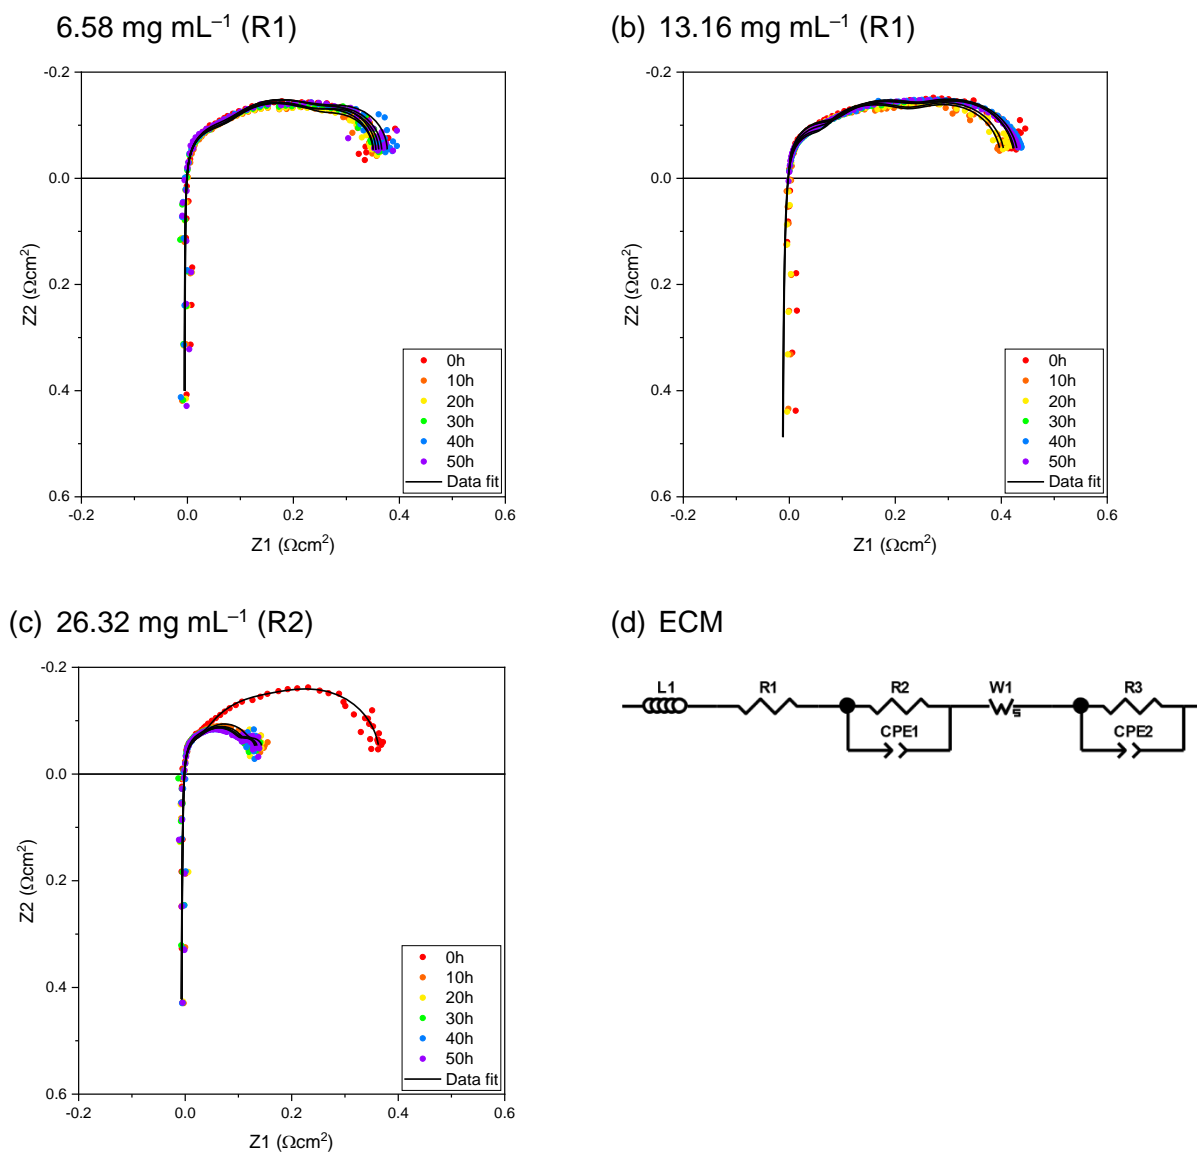 6.58 mg mL⁻¹ (R1)
-0.2
0.0
0.2
0.4
0.6
Z2 (Ωcm²)
0h
10h
20h
30h
40h
50h
Data fit
-0.2 0.0 0.2 0.4 0.6
Z1 (Ωcm²)
(b) 13.16 mg mL⁻¹ (R1)
-0.2
0.0
0.2
0.4
0.6
Z2 (Ωcm²)
0h
10h
20h
30h
40h
50h
Data fit
-0.2 0.0 0.2 0.4 0.6
Z1 (Ωcm²)
(c) 26.32 mg mL⁻¹ (R2)
-0.2
0.0
0.2
0.4
0.6
Z2 (Ωcm²)
0h
10h
20h
30h
40h
50h
Data fit
-0.2 0.0 0.2 0.4 0.6
Z1 (Ωcm²)
(d) ECM
L1 R1 R2 W1 R3
CPE1 CPE2